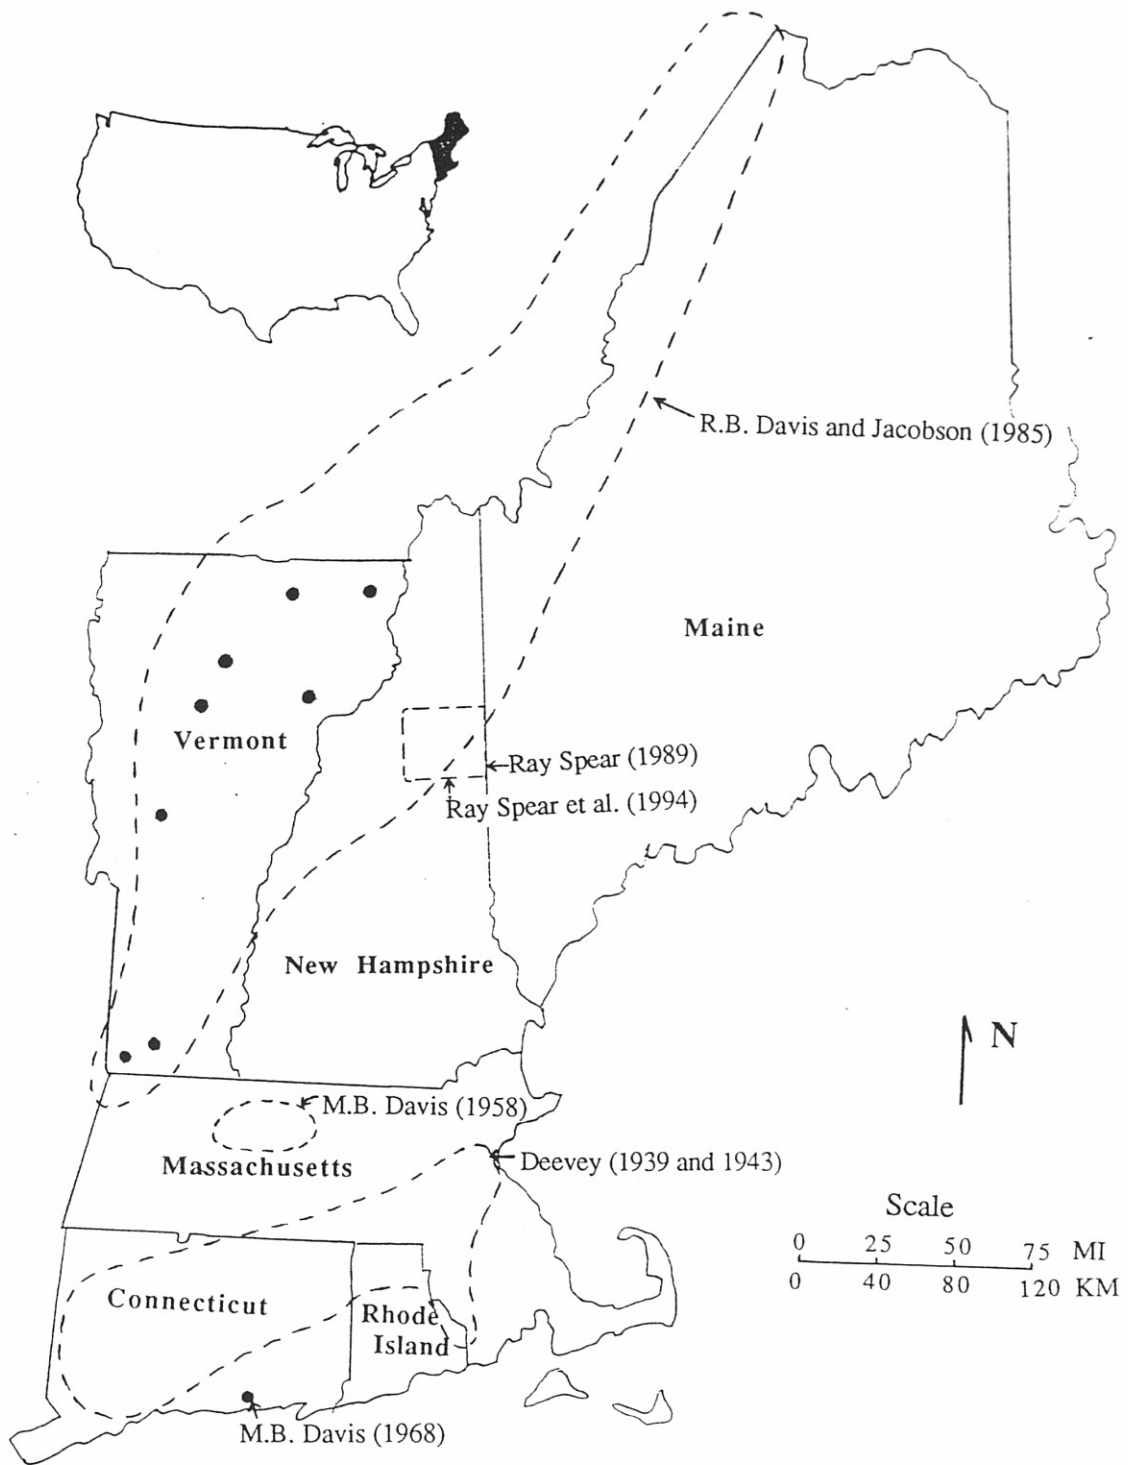 R.B. Davis and Jacobson (1985)
Maine
Vermont
Ray Spear (1989)
Ray Spear et al. (1994)
New Hampshire
N
M.B. Davis (1958)
Massachusetts
Deevey (1939 and 1943)
Scale
0 25 50 75 MI
0 40 80 120 KM
Connecticut
Rhode
Island
M.B. Davis (1968)